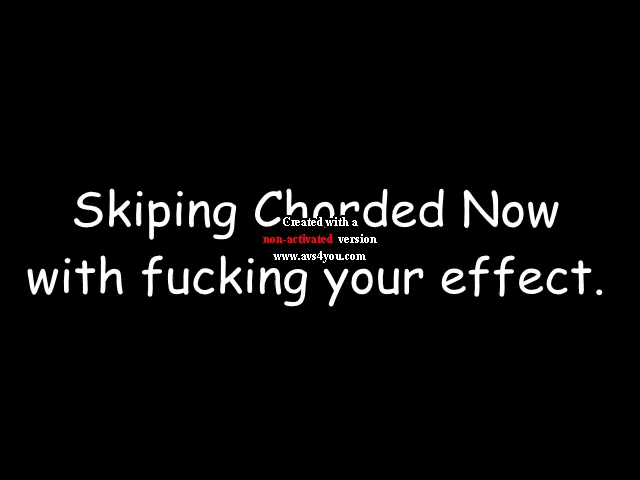 Skiping Chorded Now
Created with a
non-activated version
www.avs4you.com
with fucking your effect.